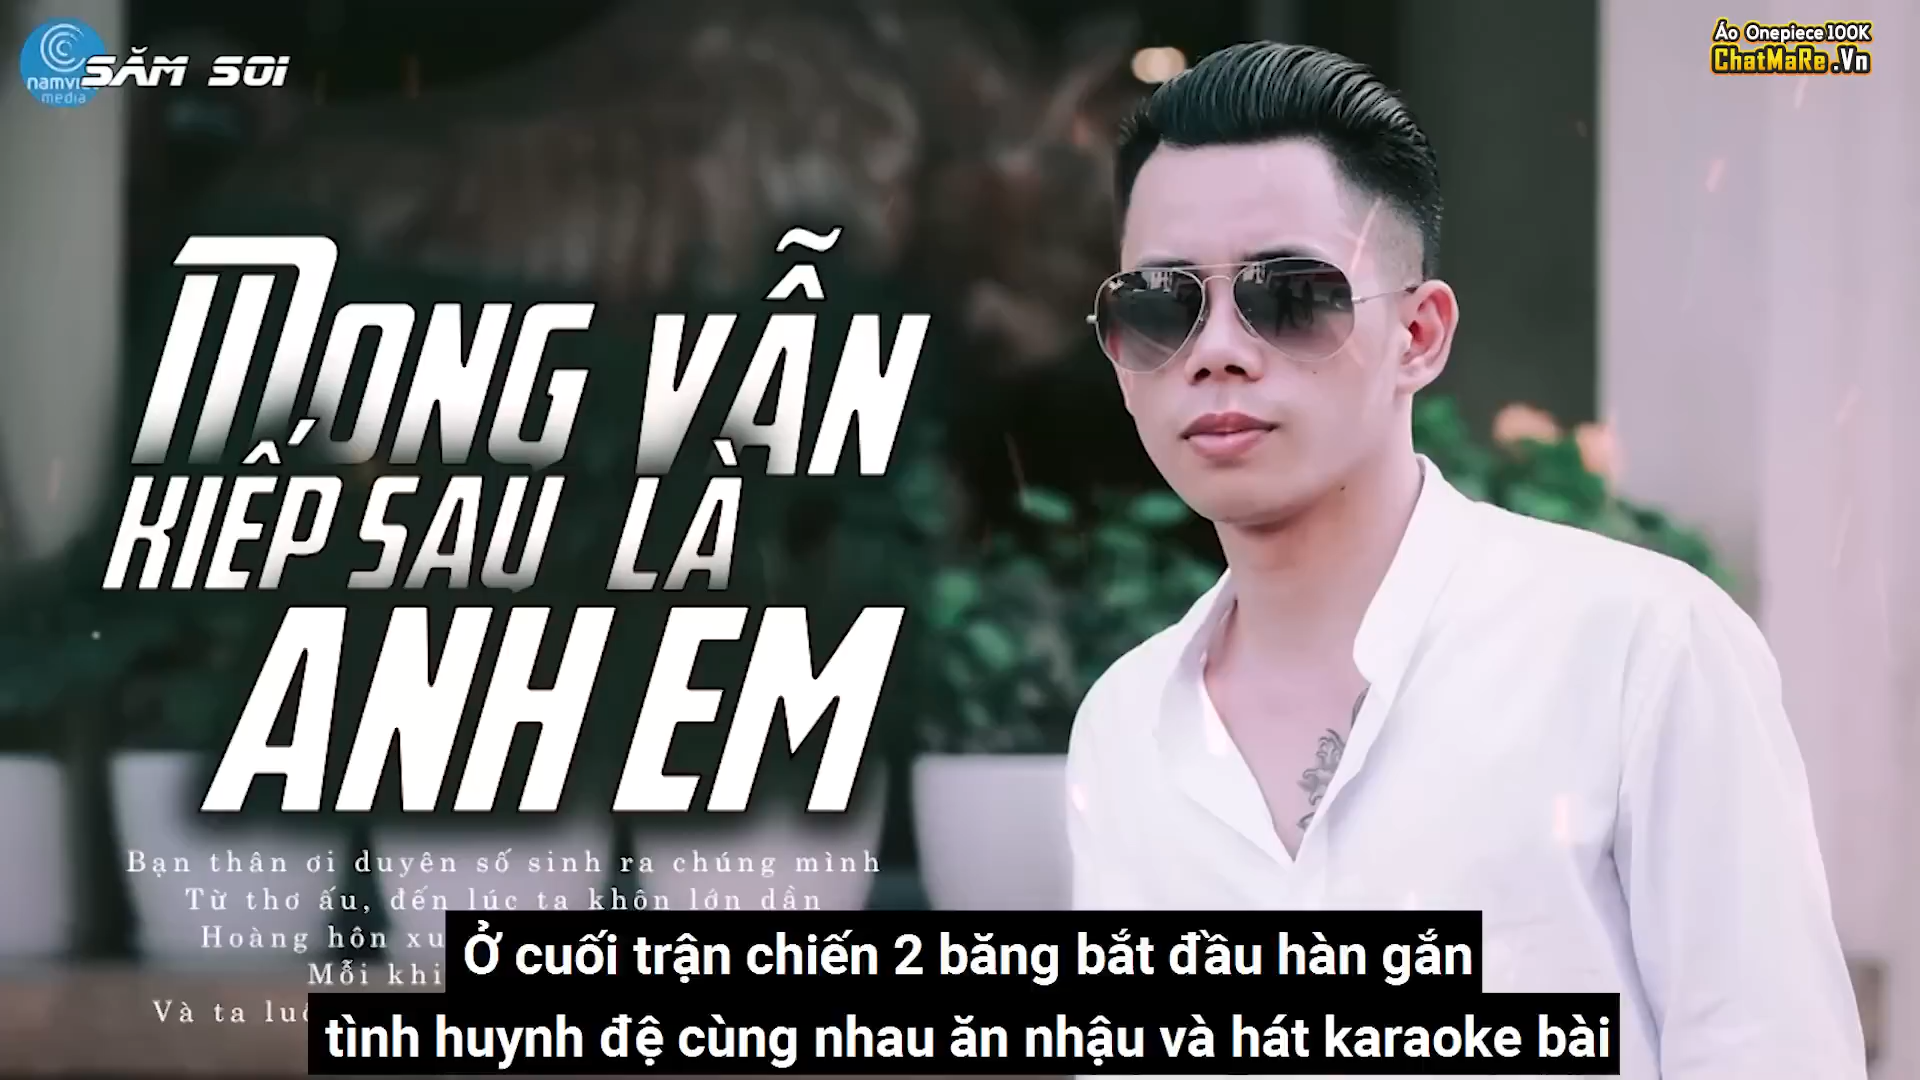 SĂM SOI
namvi
media
Áo Onepiece 100K
ChatMaRe.Vn
MONG VẪN
KIẾP SAU LÀ
ANH EM
Bạn thân ơi duyên số sinh ra chúng mình
Từ thơ ấu, đến lúc ta khôn lớn dần
Hoàng hôn
Mỗi khi
Và ta
Ở cuối trận chiến 2 băng bắt đầu hàn gắn
tình huynh đệ cùng nhau ăn nhậu và hát karaoke bài